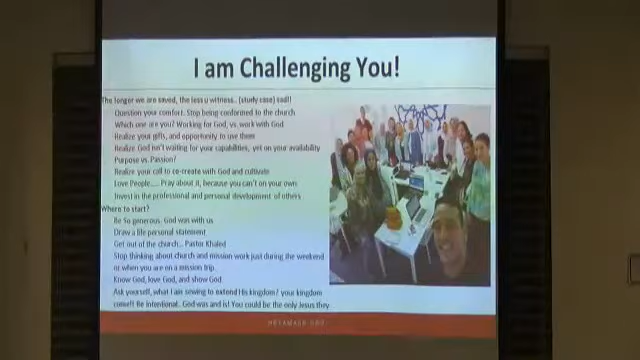 I am Challenging You!
The longer we are saved, the less u witness.. (study case) sad!!
Question your comfort. Stop being conformed to the church
Which one are you? Working for God, vs. work with God
Realize your gifts, and opportunity to use them
Realize God isn't waiting for your capabilities, yet on your availability
Purpose vs. Passion?
Realize your call to co-create with God and cultivate
Love People.... Pray about it, because you can't on your own
Invest in the professional and personal development of others
Where to start?
Be So generous. God was with us
Draw a life personal statement
Get out of the church.. Pastor Khaled
Stop thinking about church and mission work just during the weekend
or when you are on a mission trip.
Know God, love God, and show God
Ask yourself, what I am sewing to extend His kingdom? your kingdom
come!! Be intentional.. God was and is! You could be the only Jesus they